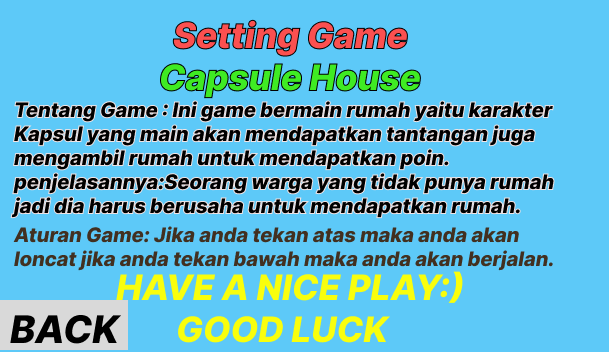 Setting Game
Capsule House
Tentang Game : Ini game bermain rumah yaitu karakter
Kapsul yang main akan mendapatkan tantangan juga
mengambil rumah untuk mendapatkan poin.
penjelasannya:Seorang warga yang tidak punya rumah
jadi dia harus berusaha untuk mendapatkan rumah.
Aturan Game: Jika anda tekan atas maka anda akan
loncat jika anda tekan bawah maka anda akan berjalan.
HAVE A NICE PLAY:)
GOOD LUCK
BACK